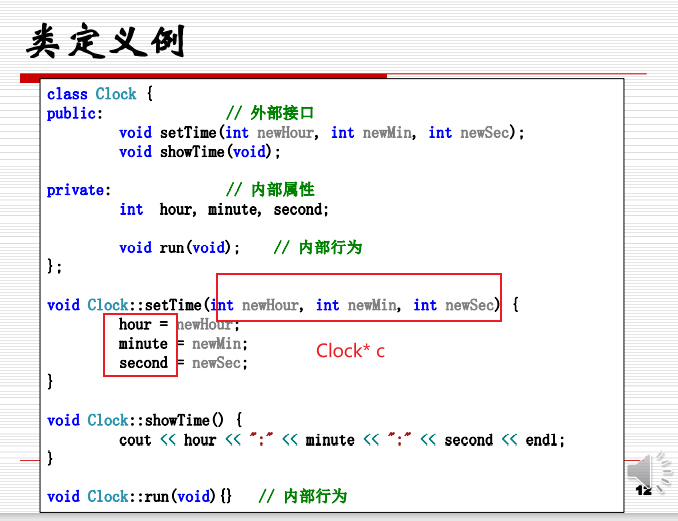 类定义例
class Clock {
public: // 外部接口
void setTime(int newHour, int newMin, int newSec);
void showTime(void);
private: // 内部属性
int hour, minute, second;
void run(void); // 内部行为
};
void Clock::setTime(int newHour, int newMin, int newSec) {
hour = newHour;
minute = newMin;
second = newSec;
Clock* c
}
void Clock::showTime() {
cout << hour << ":" << minute << ":" << second << endl;
}
void Clock::run(void){} // 内部行为
12